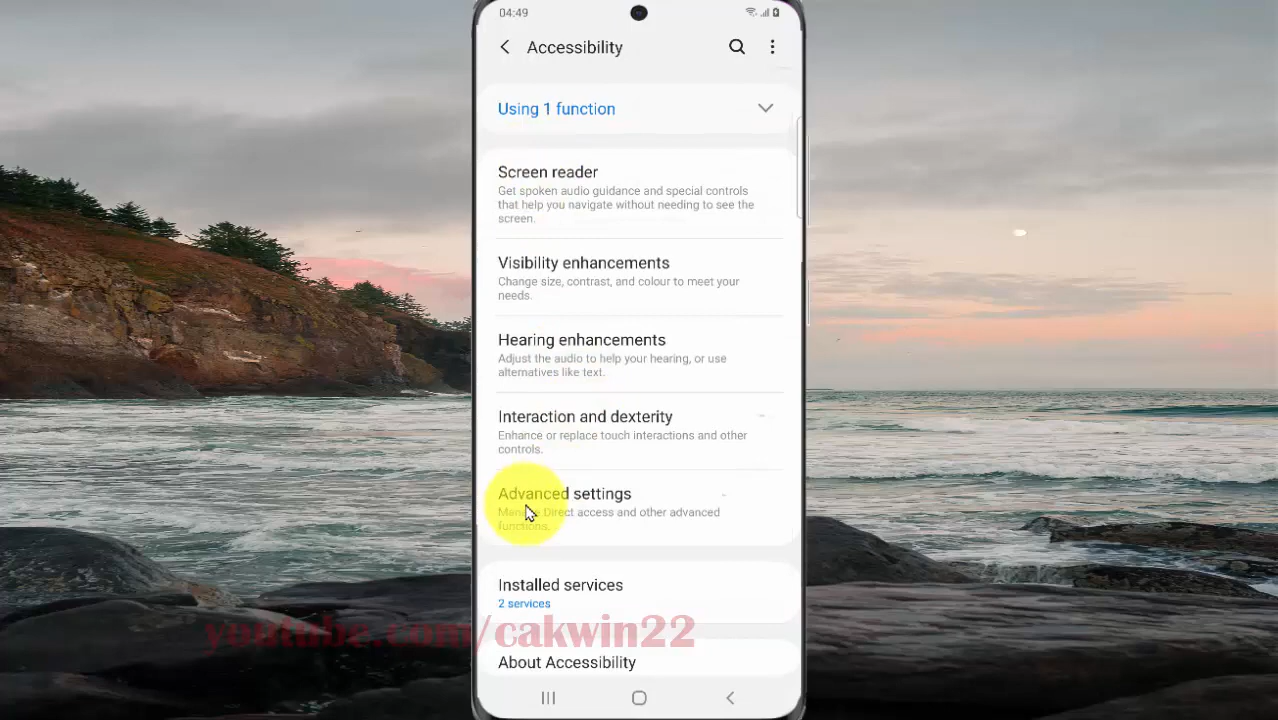 04:49
Accessibility
Using 1 function
Screen reader
Get spoken audio guidance and special controls
that help you navigate without needing to see the
screen.
Visibility enhancements
Change size, contrast, and colour to meet your
needs.
Hearing enhancements
Adjust the audio to help your hearing, or use
alternatives like text.
Interaction and dexterity
Enhance or replace touch interactions and other
controls.
Advanced settings
Manage Direct access and other advanced
functions.
Installed services
2 services
youtube.com/cakwin22
About Accessibility